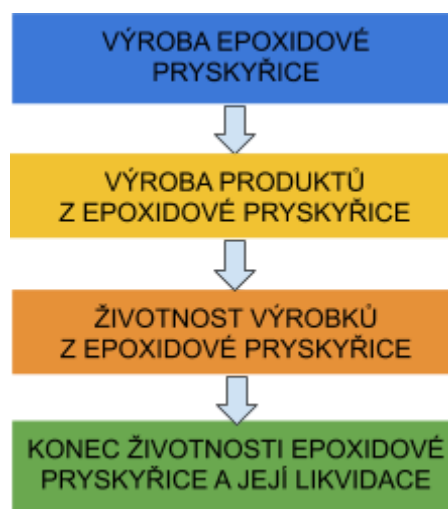 VÝROBA EPOXIDOVÉ
PRYSKYŘICE
VÝROBA PRODUKTŮ
Z EPOXIDOVÉ PRYSKYŘICE
ŽIVOTNOST VÝROBKŮ
Z EPOXIDOVÉ PRYSKYŘICE
KONEC ŽIVOTNOSTI EPOXIDOVÉ
PRYSKYŘICE A JEJÍ LIKVIDACE